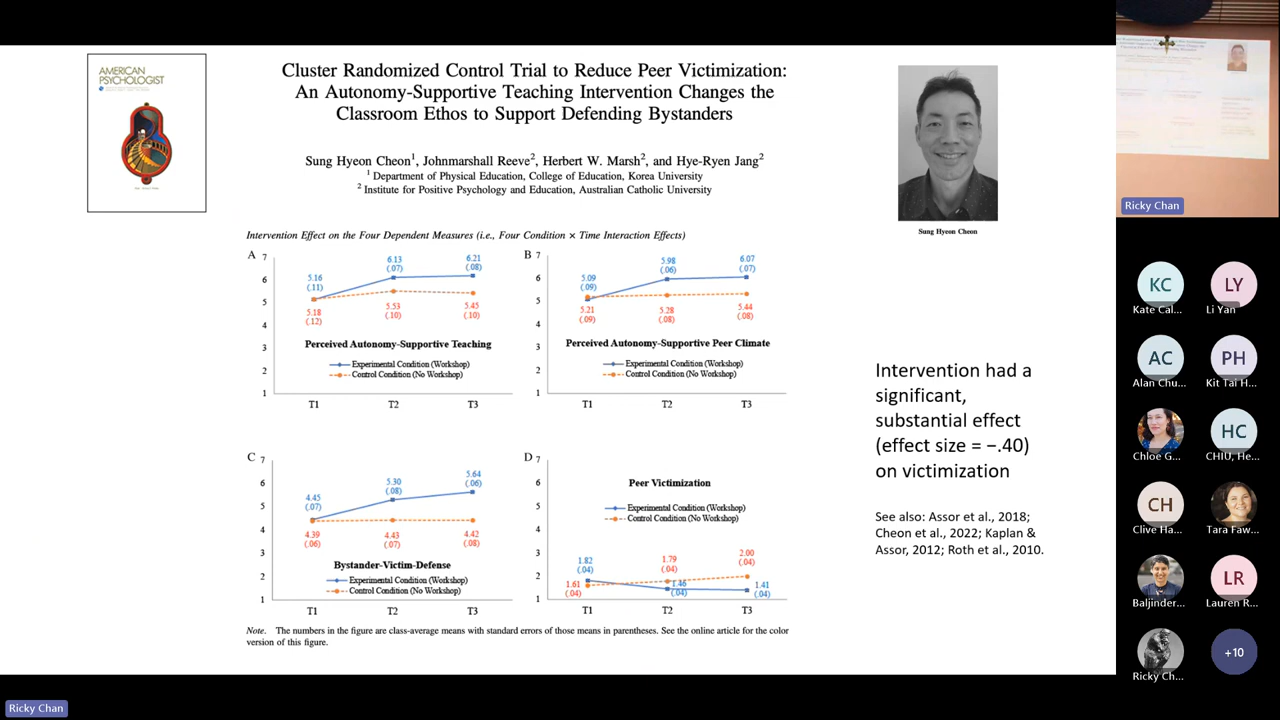 AMERICAN
PSYCHOLOGIST
Cluster Randomized Control Trial to Reduce Peer Victimization:
An Autonomy-Supportive Teaching Intervention Changes the
Classroom Ethos to Support Defending Bystanders
Sung Hyeon Cheon1, Johnmarshall Reeve2, Herbert W. Marsh2, and Hye-Ryen Jang2
1 Department of Physical Education, College of Education, Korea University
2 Institute for Positive Psychology and Education, Australian Catholic University
Sung Hyeon Cheon
Intervention Effect on the Four Dependent Measures (i.e., Four Condition × Time Interaction Effects)
A
7
6
5
4
3
2
1
5.16
(.11)
6.13
(.07)
6.21
(.08)
5.18
(.12)
5.53
(.10)
5.45
(.10)
Perceived Autonomy-Supportive Teaching
Experimental Condition (Workshop)
Control Condition (No Workshop)
T1 T2 T3
B
7
6
5
4
3
2
1
5.09
(.09)
5.98
(.06)
6.07
(.07)
5.21
(.09)
5.28
(.08)
5.44
(.08)
Perceived Autonomy-Supportive Peer Climate
Experimental Condition (Workshop)
Control Condition (No Workshop)
T1 T2 T3
C
7
6
5
4
3
2
1
4.45
(.07)
5.30
(.08)
5.64
(.06)
4.39
(.06)
4.43
(.07)
4.42
(.08)
Bystander-Victim-Defense
Experimental Condition (Workshop)
Control Condition (No Workshop)
T1 T2 T3
D
7
6
5
4
3
2
1
Peer Victimization
Experimental Condition (Workshop)
Control Condition (No Workshop)
1.82
(.04)
1.79
(.04)
2.00
(.04)
1.61
(.04)
1.46
(.04)
1.41
(.04)
T1 T2 T3
Note. The numbers in the figure are class-average means with standard errors of those means in parentheses. See the online article for the color
version of this figure.
Intervention had a
significant,
substantial effect
(effect size = −.40)
on victimization
See also: Assor et al., 2018;
Cheon et al., 2022; Kaplan &
Assor, 2012; Roth et al., 2010.
Ricky Chan
Ricky Chan
KC
Kate Cal...
LY
Li Yan
AC
Alan Chu...
PH
Kit Tai H...
Chloe G...
HC
CHIU, He...
CH
Clive Ha...
Tara Faw...
Baljinder...
LR
Lauren R...
Ricky Ch...
+10